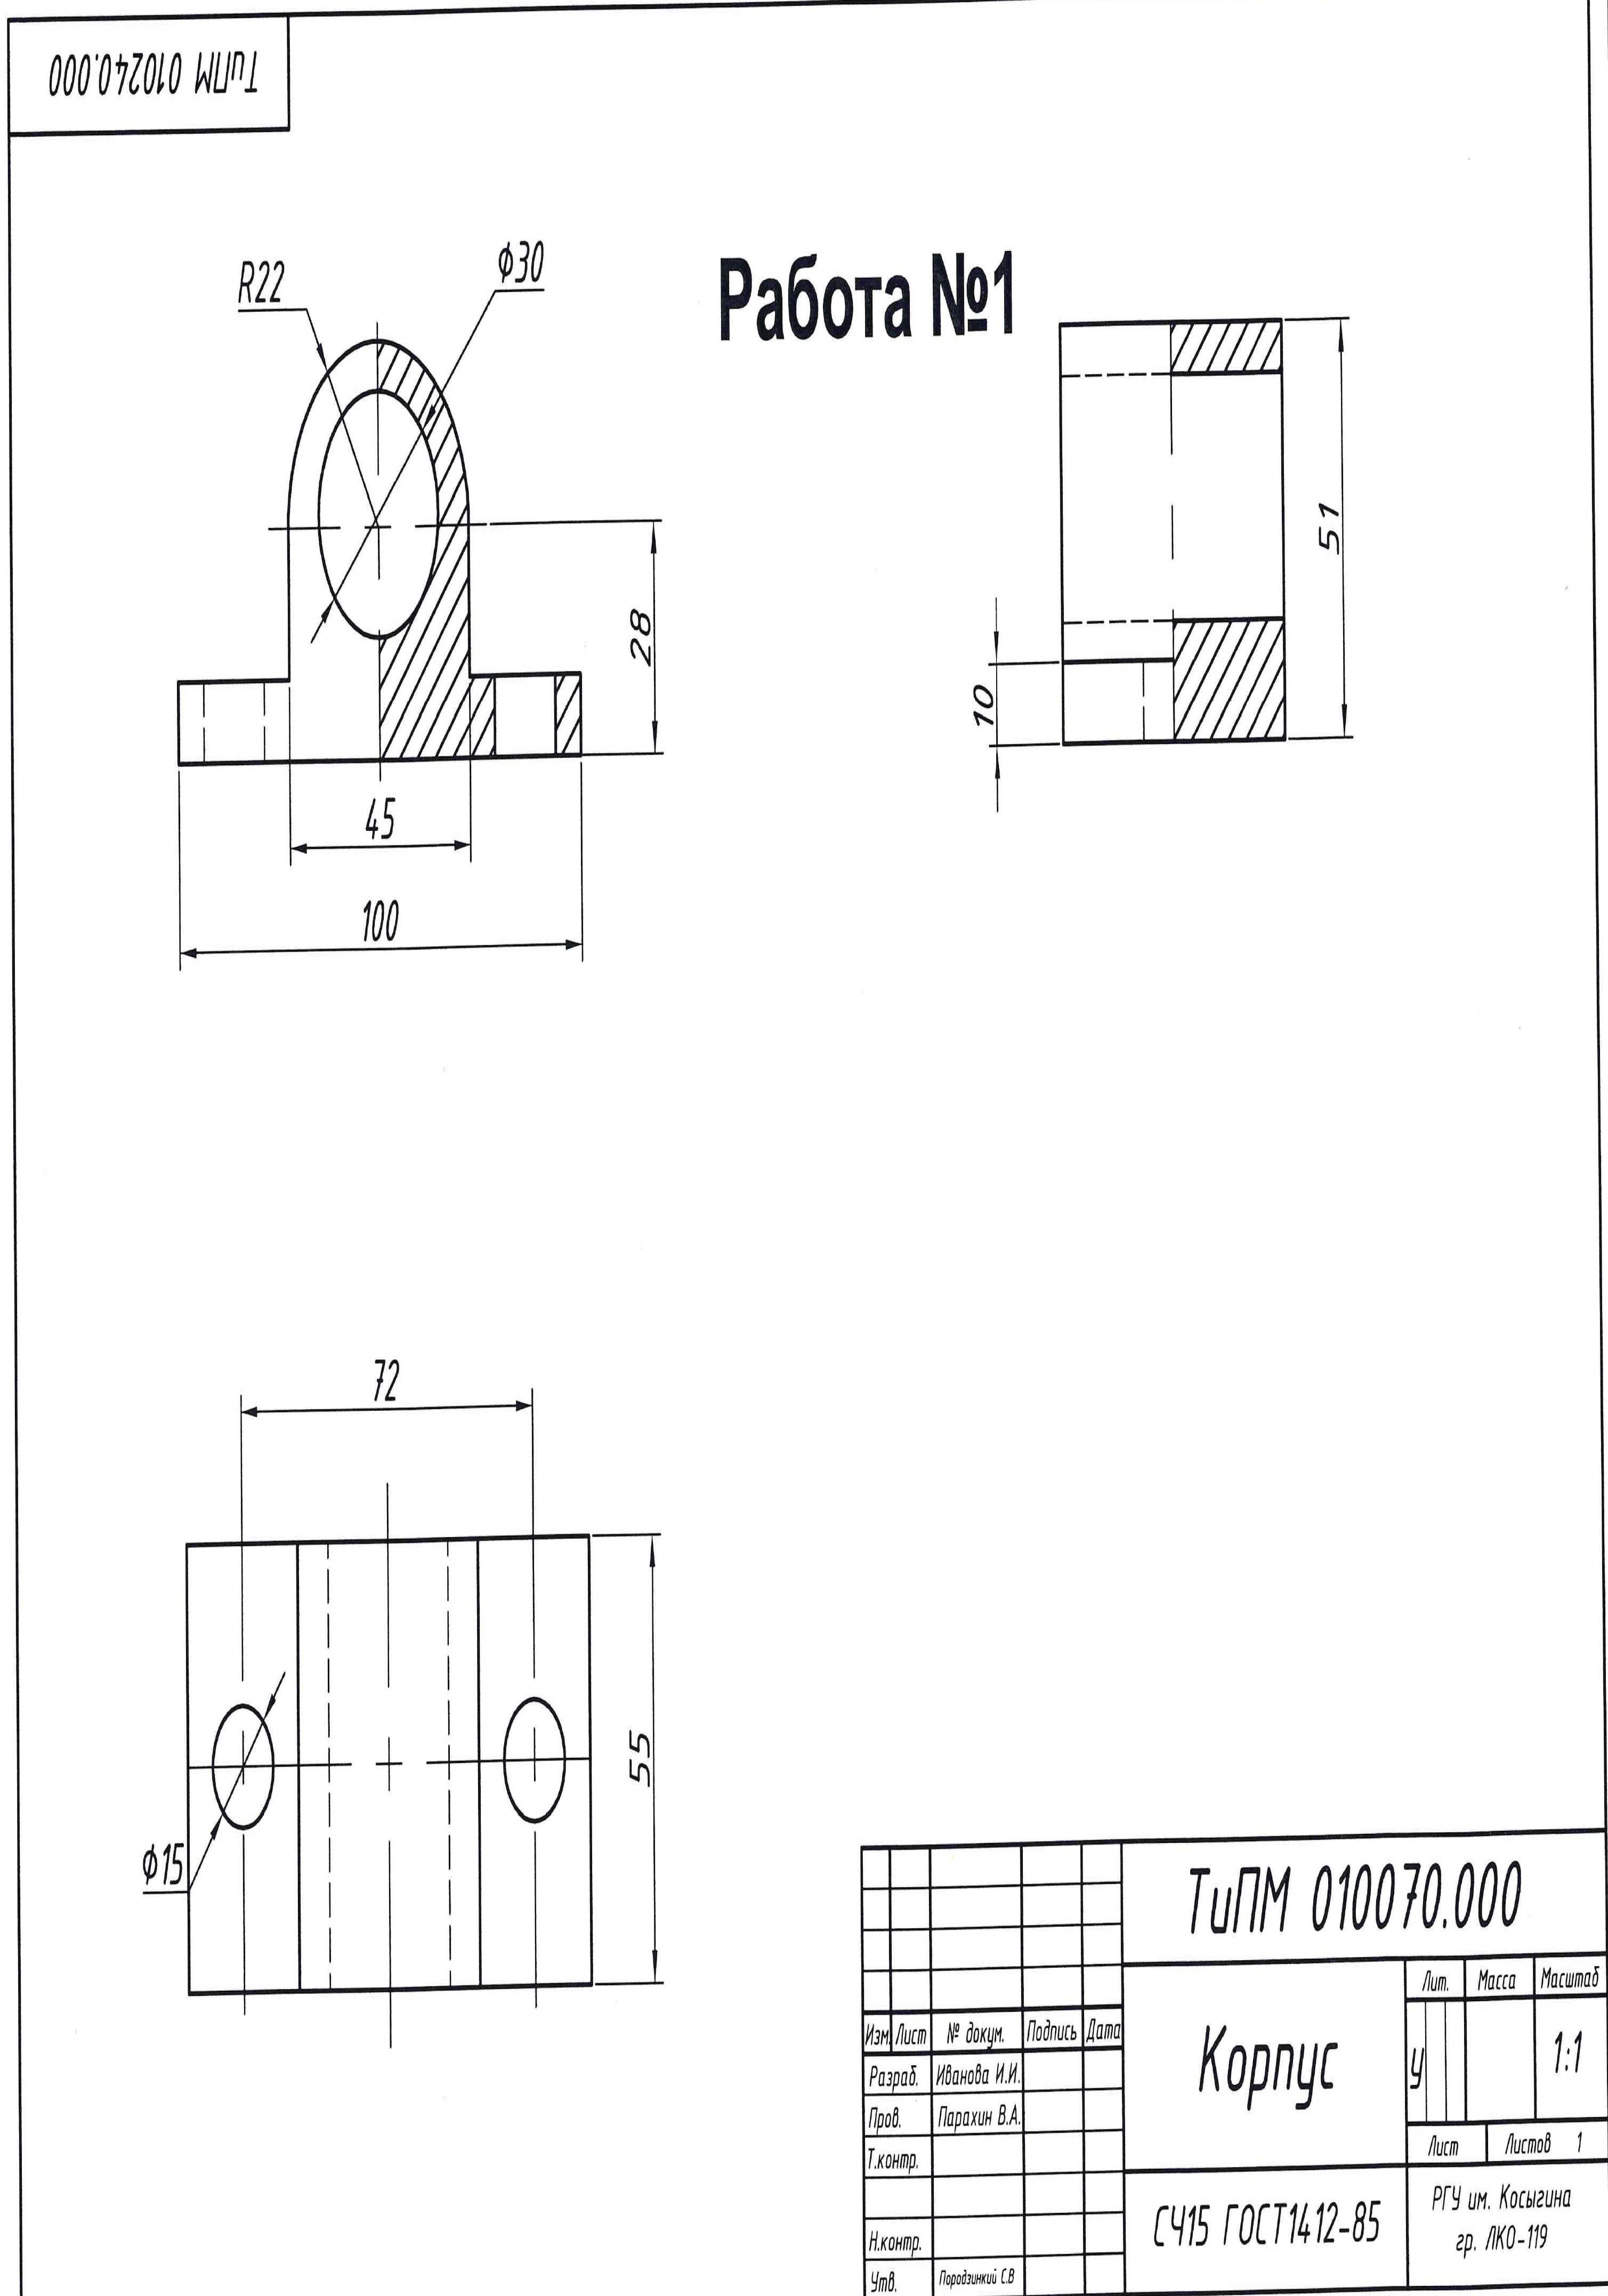 ТиПМ 010240.000
Работа №1
R22
Ф30
28
45
100
51
10
72
55
Ф15
ТиПМ 010070.000
Лит. Масса Масштаб
Корпус
у 1:1
Изм. Лист № докум. Подпись Дата
Разраб. Иванова И.И.
Пров. Парахин В.А.
Т.контр.
Лист Листов 1
Н.контр.
Утв. Породзинкий С.В
СЧ15 ГОСТ1412-85
РГУ им. Косыгина
гр. ЛКО-119